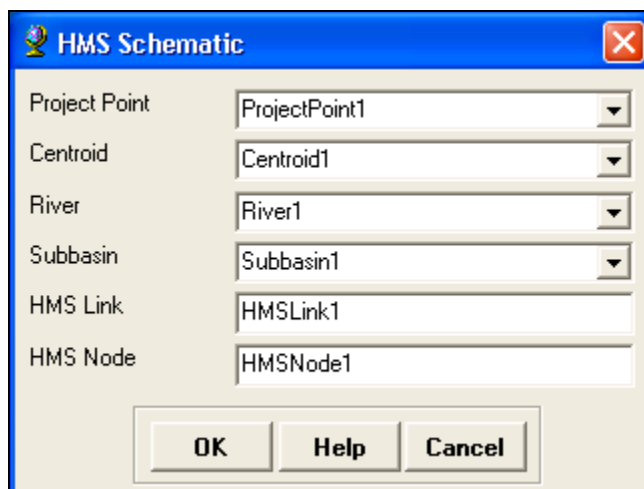 HMS Schematic
Project Point ProjectPoint1
Centroid Centroid1
River River1
Subbasin Subbasin1
HMS Link HMSLink1
HMS Node HMSNode1
OK Help Cancel